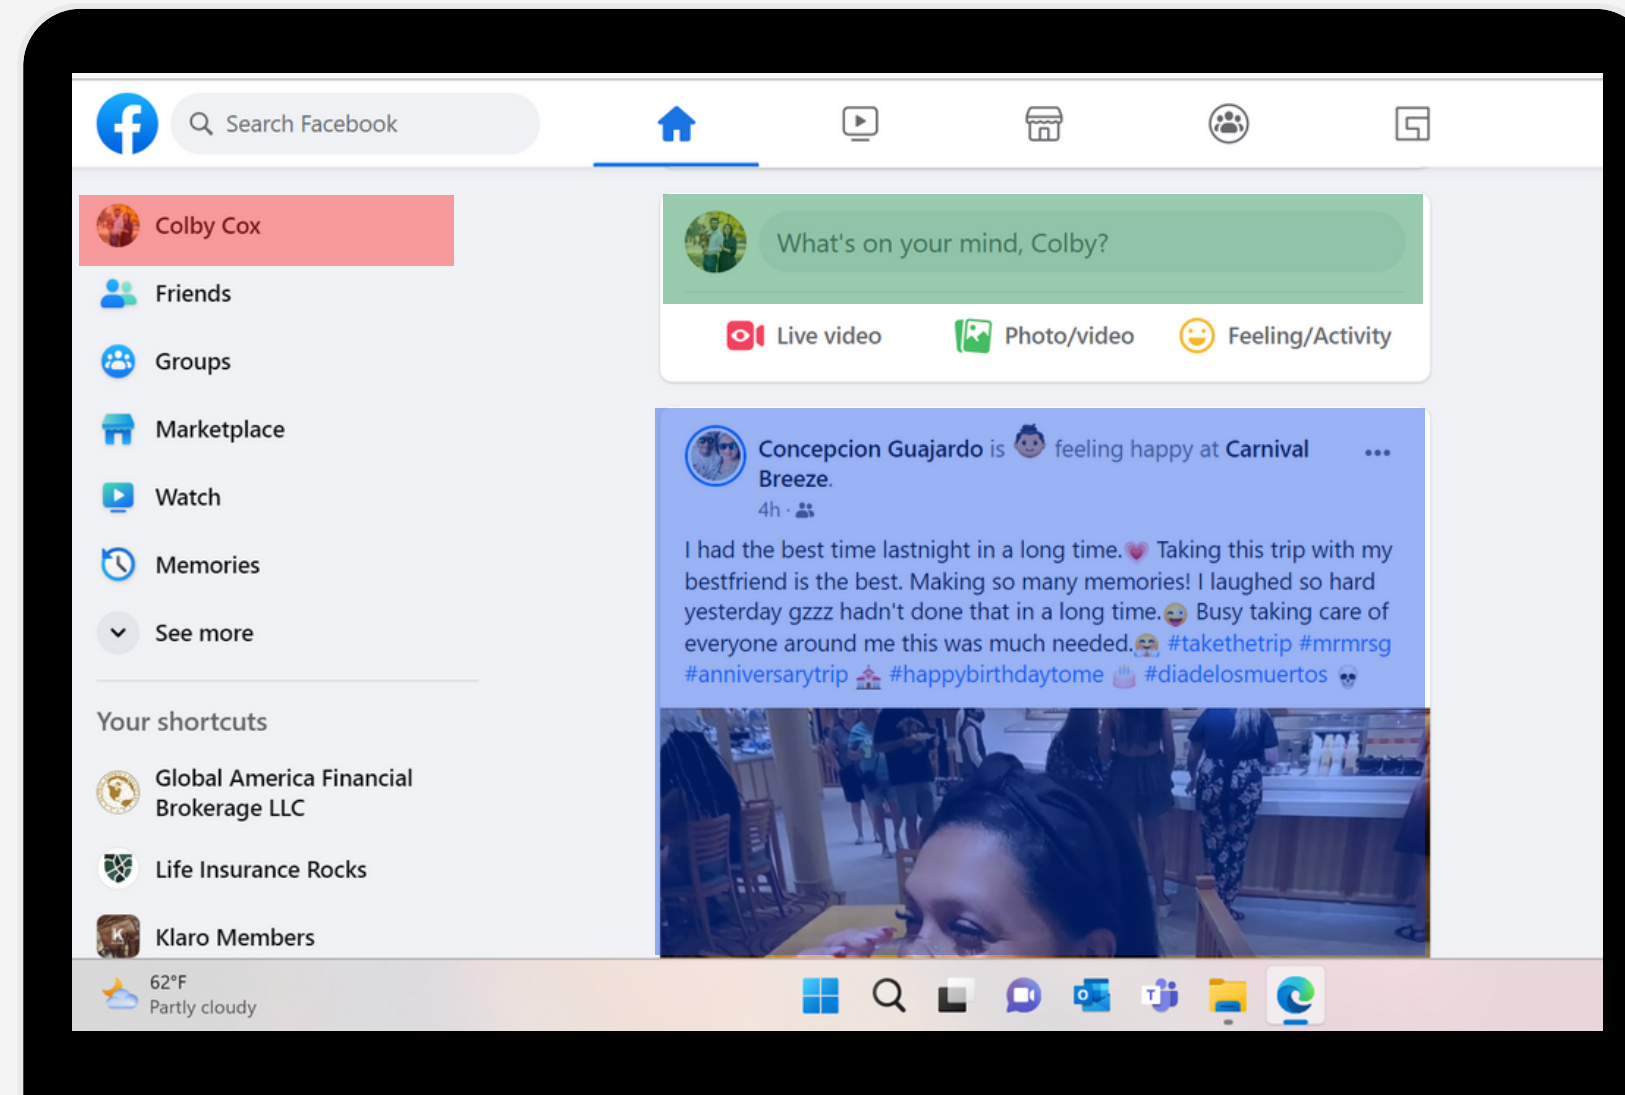 Search Facebook
Colby Cox
Friends
Groups
Marketplace
Watch
Memories
See more
Your shortcuts
Global America Financial
Brokerage LLC
Life Insurance Rocks
K
Klaro Members
What's on your mind, Colby?
Live video
Photo/video
Feeling/Activity
Concepcion Guajardo is feeling happy at Carnival
Breeze.
4h ·
I had the best time lastnight in a long time.💗 Taking this trip with my
bestfriend is the best. Making so many memories! I laughed so hard
yesterday gzzz hadn't done that in a long time.😜 Busy taking care of
everyone around me this was much needed.🤗 #takethetrip #mrmrsg
#anniversarytrip 💒 #happybirthdaytome 🎂 #diadelosmuertos 💀
62°F
Partly cloudy